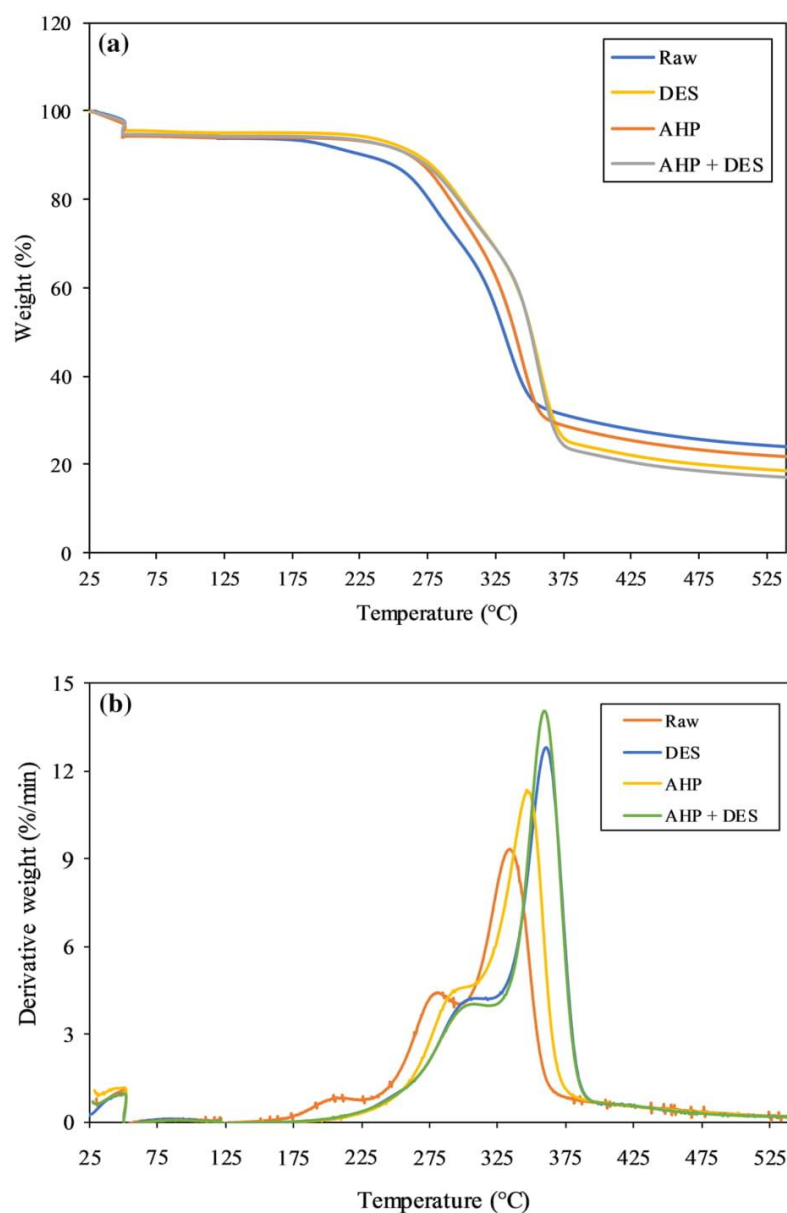 (a)
120
100
80
60
40
20
0
Weight (%)
Raw
DES
AHP
AHP + DES
25 75 125 175 225 275 325 375 425 475 525
Temperature (°C)
(b)
15
12
9
6
3
0
Derivative weight (%/min)
Raw
DES
AHP
AHP + DES
25 75 125 175 225 275 325 375 425 475 525
Temperature (°C)